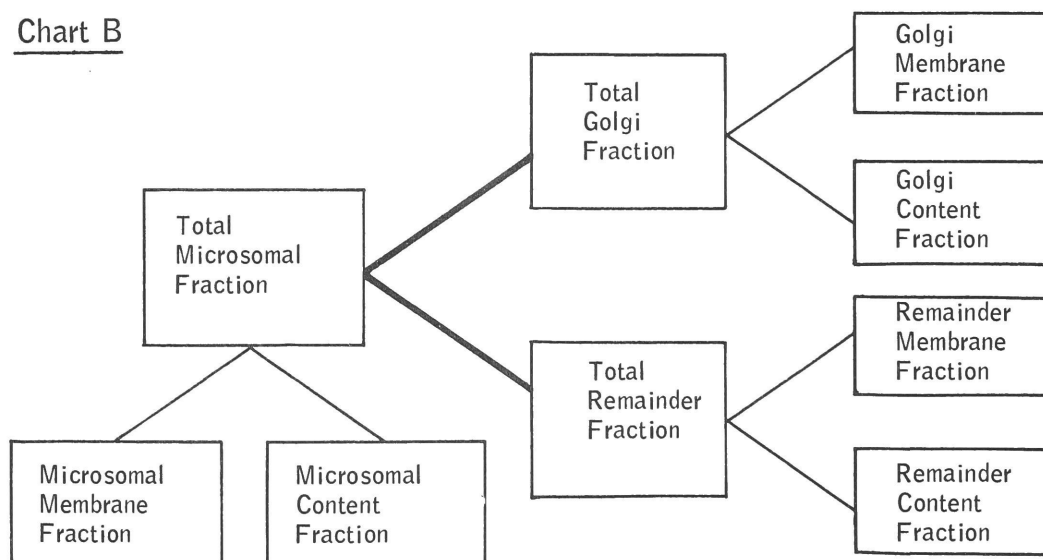 Chart B
Total
Microsomal
Fraction
Microsomal
Membrane
Fraction
Microsomal
Content
Fraction
Total
Golgi
Fraction
Total
Remainder
Fraction
Golgi
Membrane
Fraction
Golgi
Content
Fraction
Remainder
Membrane
Fraction
Remainder
Content
Fraction